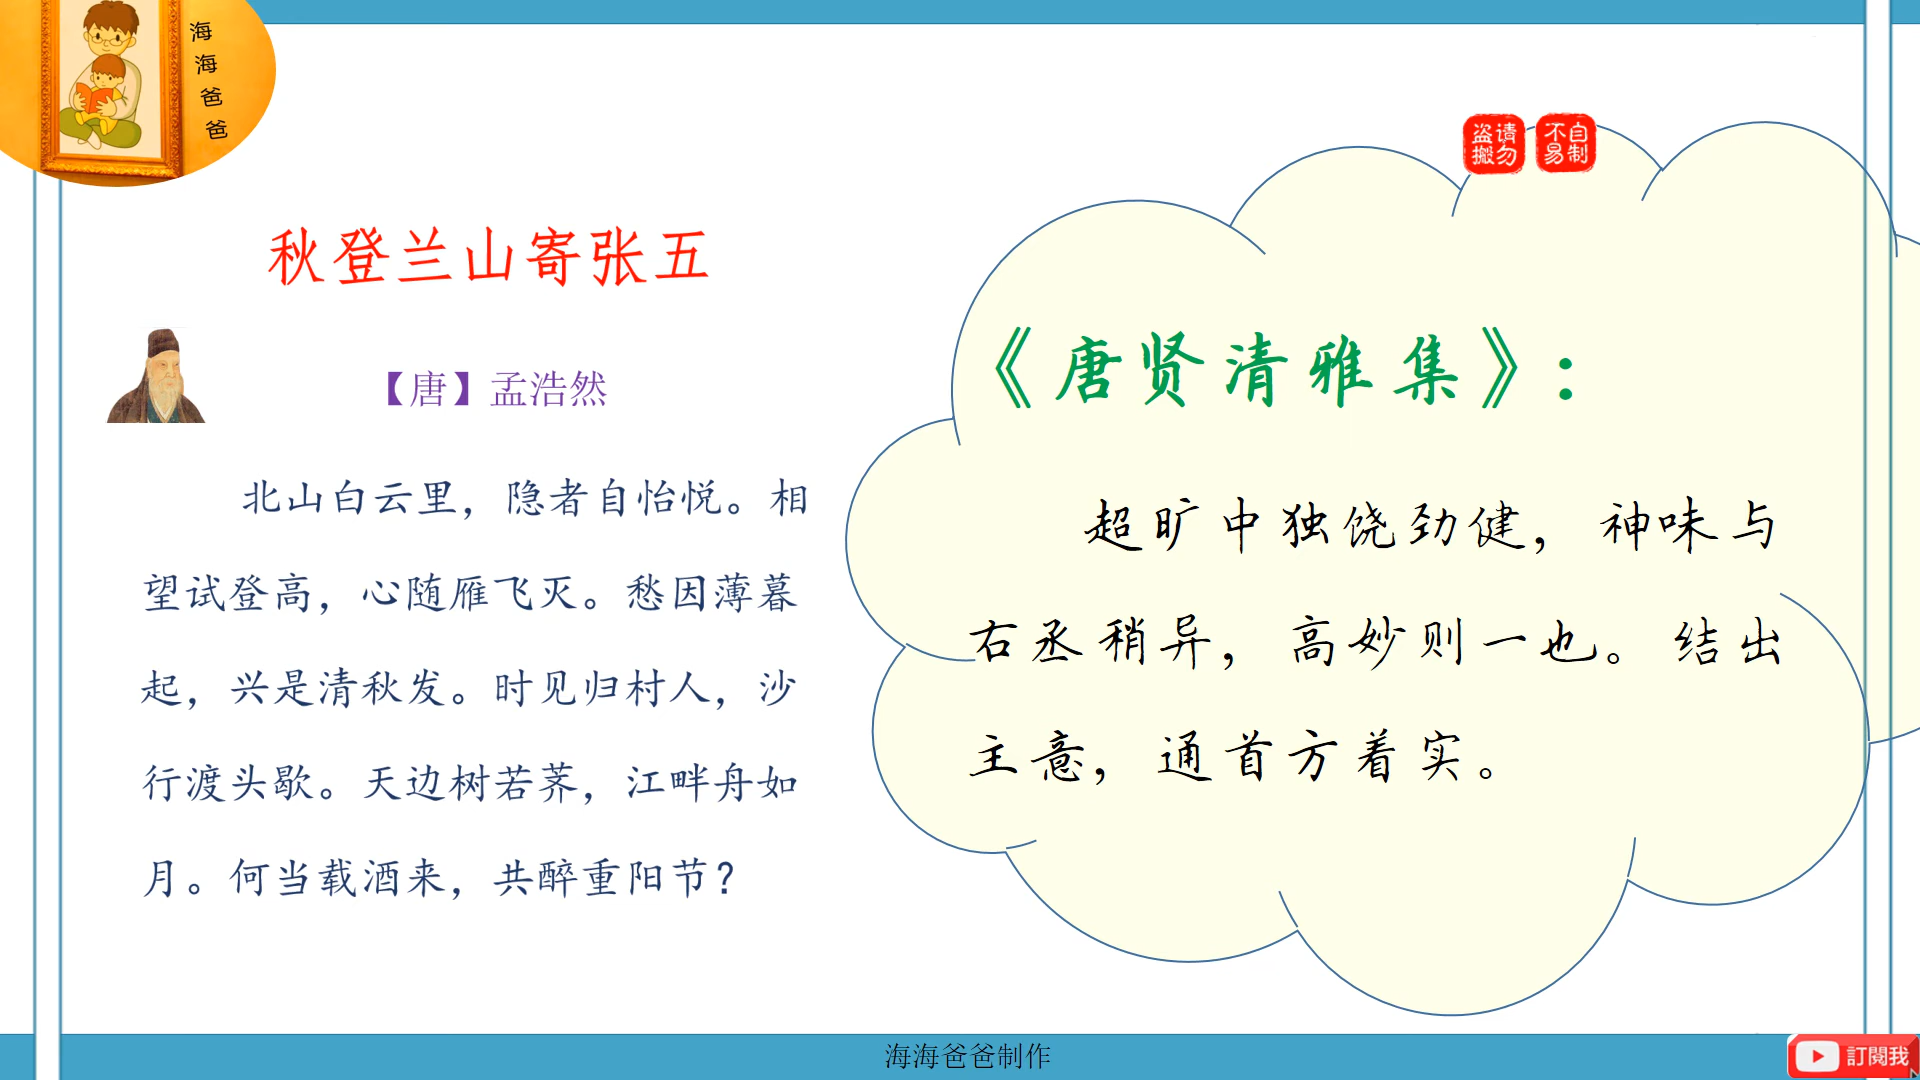 海海爸爸
请勿盗搬
自制不易
秋登兰山寄张五
【唐】孟浩然
北山白云里，隐者自怡悦。相
望试登高，心随雁飞灭。愁因薄暮
起，兴是清秋发。时见归村人，沙
行渡头歇。天边树若荠，江畔舟如
月。何当载酒来，共醉重阳节？
《唐贤清雅集》：
超旷中独饶劲健，神味与
右丞稍异，高妙则一也。结出
主意，通首方着实。
海海爸爸制作
訂閱我